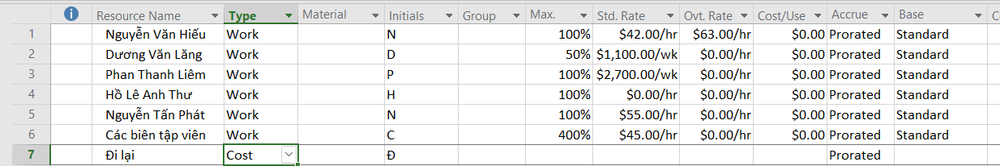 Resource Name Type Material Initials Group Max. Std. Rate Ovt. Rate Cost/Use Accrue Base C
1 Nguyễn Văn Hiếu Work N 100% $42.00/hr $63.00/hr $0.00 Prorated Standard
2 Dương Văn Lăng Work D 50% $1,100.00/wk $0.00/hr $0.00 Prorated Standard
3 Phan Thanh Liêm Work P 100% $2,700.00/wk $0.00/hr $0.00 Prorated Standard
4 Hồ Lê Anh Thư Work H 100% $0.00/hr $0.00/hr $0.00 Prorated Standard
5 Nguyễn Tấn Phát Work N 100% $55.00/hr $0.00/hr $0.00 Prorated Standard
6 Các biên tập viên Work C 400% $45.00/hr $0.00/hr $0.00 Prorated Standard
7 Đi lại Cost Đ Prorated